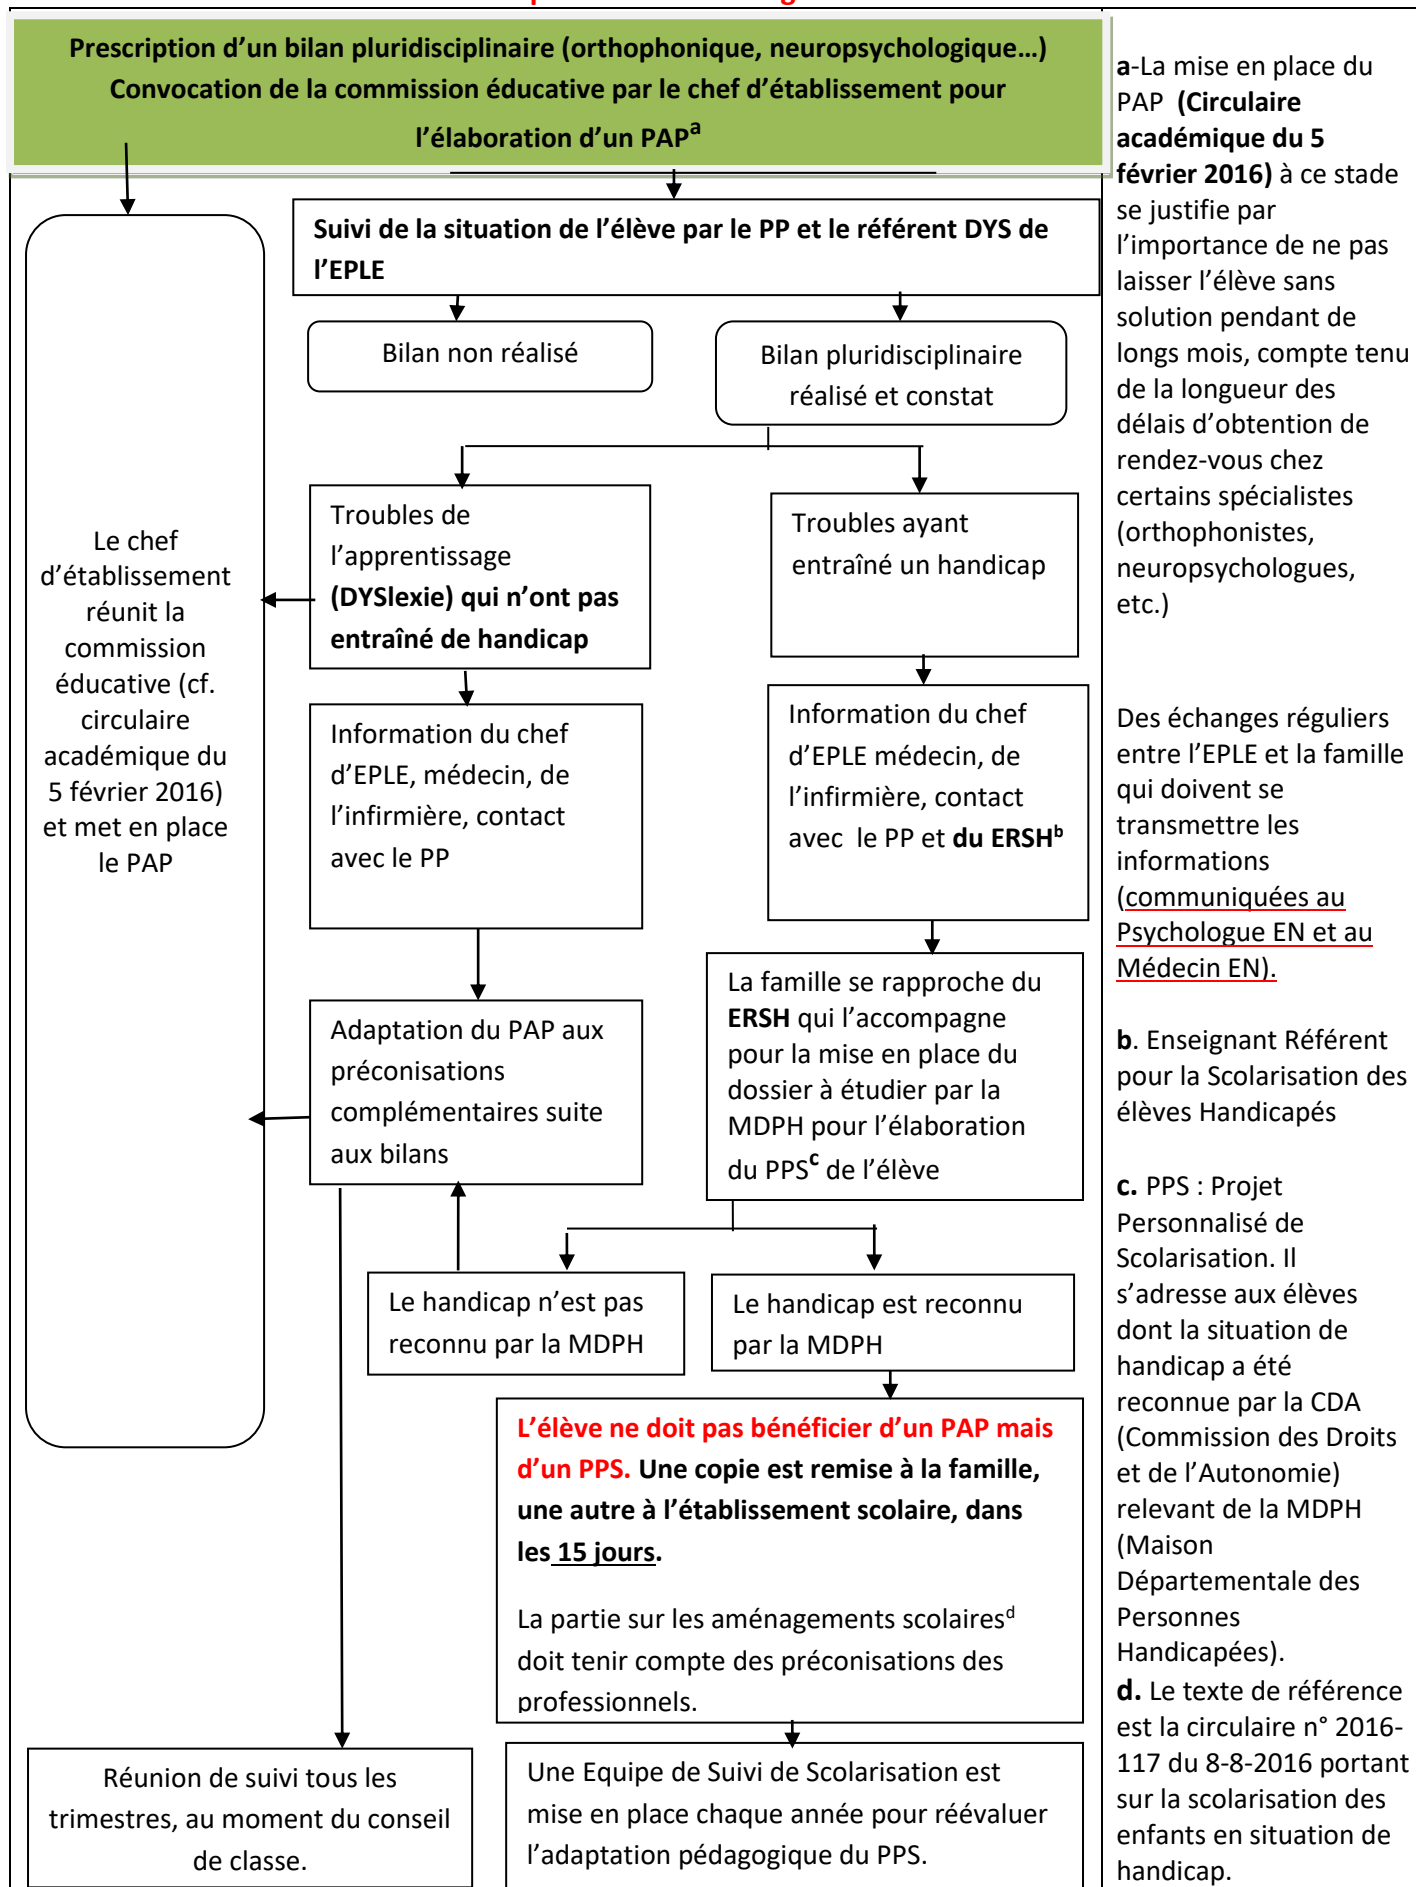 Prescription d’un bilan pluridisciplinaire (orthophonique, neuropsychologique…)
Convocation de la commission éducative par le chef d’établissement pour
l’élaboration d’un PAPa
Suivi de la situation de l’élève par le PP et le référent DYS de
l’EPLE
Bilan non réalisé
Bilan pluridisciplinaire
réalisé et constat
Le chef
d’établissement
réunit la
commission
éducative (cf.
circulaire
académique du
5 février 2016)
et met en place
le PAP
Troubles de
l’apprentissage
(DYSlexie) qui n’ont pas
entraîné de handicap
Troubles ayant
entraîné un handicap
Information du chef
d’EPLE, médecin, de
l’infirmière, contact
avec le PP
Information du chef
d’EPLE médecin, de
l’infirmière, contact
avec le PP et du ERSHb
Adaptation du PAP aux
préconisations
complémentaires suite
aux bilans
La famille se rapproche du
ERSH qui l’accompagne
pour la mise en place du
dossier à étudier par la
MDPH pour l’élaboration
du PPSc de l’élève
Le handicap n’est pas
reconnu par la MDPH
Le handicap est reconnu
par la MDPH
L’élève ne doit pas bénéficier d’un PAP mais
d’un PPS. Une copie est remise à la famille,
une autre à l’établissement scolaire, dans
les 15 jours.
La partie sur les aménagements scolairesd
doit tenir compte des préconisations des
professionnels.
Réunion de suivi tous les
trimestres, au moment du conseil
de classe.
Une Equipe de Suivi de Scolarisation est
mise en place chaque année pour réévaluer
l’adaptation pédagogique du PPS.
a-La mise en place du
PAP (Circulaire
académique du 5
février 2016) à ce stade
se justifie par
l’importance de ne pas
laisser l’élève sans
solution pendant de
longs mois, compte tenu
de la longueur des
délais d’obtention de
rendez-vous chez
certains spécialistes
(orthophonistes,
neuropsychologues,
etc.)
Des échanges réguliers
entre l’EPLE et la famille
qui doivent se
transmettre les
informations
(communiquées au
Psychologue EN et au
Médecin EN).
b. Enseignant Référent
pour la Scolarisation des
élèves Handicapés
c. PPS : Projet
Personnalisé de
Scolarisation. Il
s’adresse aux élèves
dont la situation de
handicap a été
reconnue par la CDA
(Commission des Droits
et de l’Autonomie)
relevant de la MDPH
(Maison
Départementale des
Personnes
Handicapées).
d. Le texte de référence
est la circulaire n° 2016-
117 du 8-8-2016 portant
sur la scolarisation des
enfants en situation de
handicap.